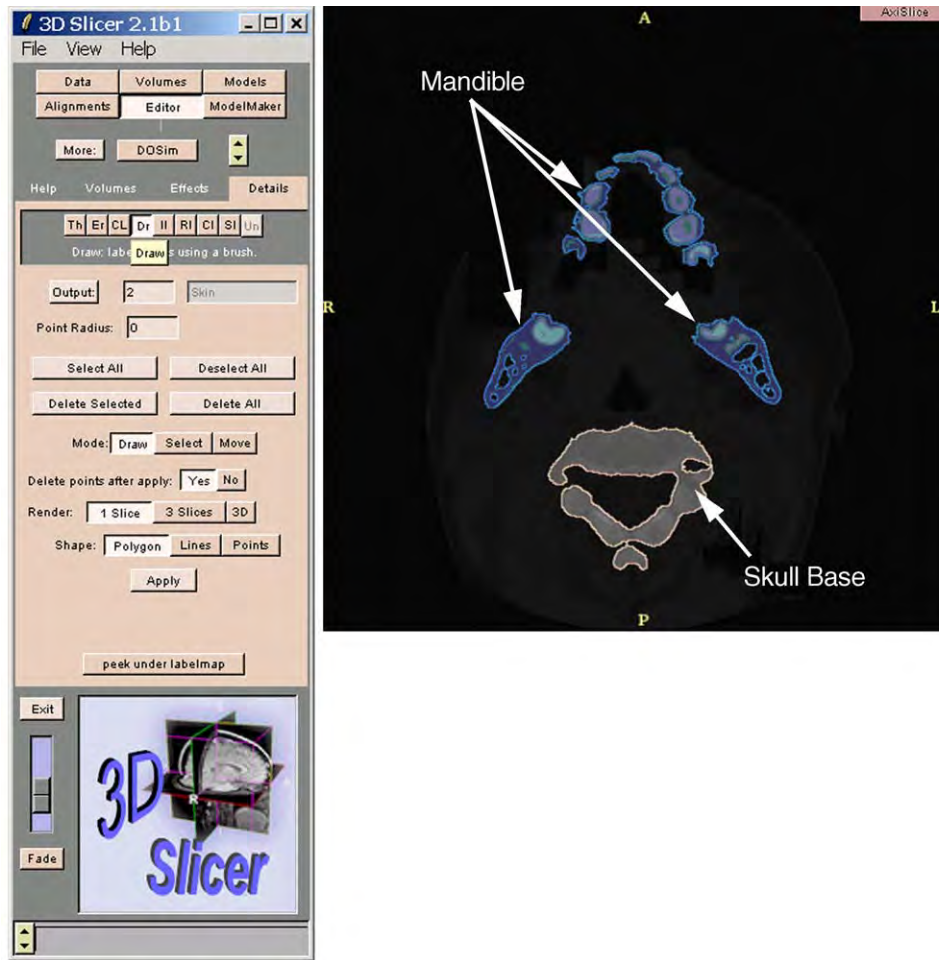 3D Slicer 2.1b1
File View Help
Data Volumes Models
Alignments Editor ModelMaker
More: DOSim
Help Volumes Effects Details
Th Er CL Dr II RI CI SI Un
Draw: labe s using a brush.
Draw
Output: 2 Skin
Point Radius: 0
Select All Deselect All
Delete Selected Delete All
Mode: Draw Select Move
Delete points after apply: Yes No
Render: 1 Slice 3 Slices 3D
Shape: Polygon Lines Points
Apply
peek under labelmap
Exit
Fade
R
3D
Slicer
AxiSlice
A
Mandible
R
L
Skull Base
P